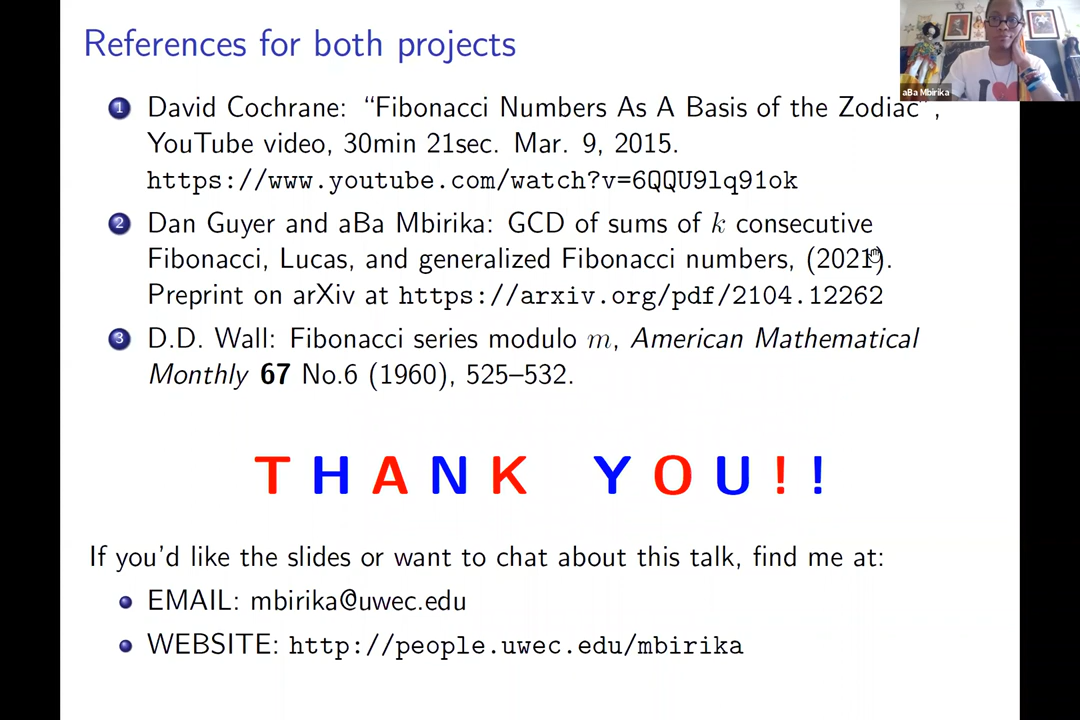 References for both projects
aBa Mbirika
1 David Cochrane: “Fibonacci Numbers As A Basis of the Zodiac”,
YouTube video, 30min 21sec. Mar. 9, 2015.
https://www.youtube.com/watch?v=6QQU9lq91ok
2 Dan Guyer and aBa Mbirika: GCD of sums of k consecutive
Fibonacci, Lucas, and generalized Fibonacci numbers, (2021).
Preprint on arXiv at https://arxiv.org/pdf/2104.12262
3 D.D. Wall: Fibonacci series modulo m, American Mathematical
Monthly 67 No.6 (1960), 525–532.
THANK YOU!!
If you'd like the slides or want to chat about this talk, find me at:
EMAIL: mbirika@uwec.edu
WEBSITE: http://people.uwec.edu/mbirika